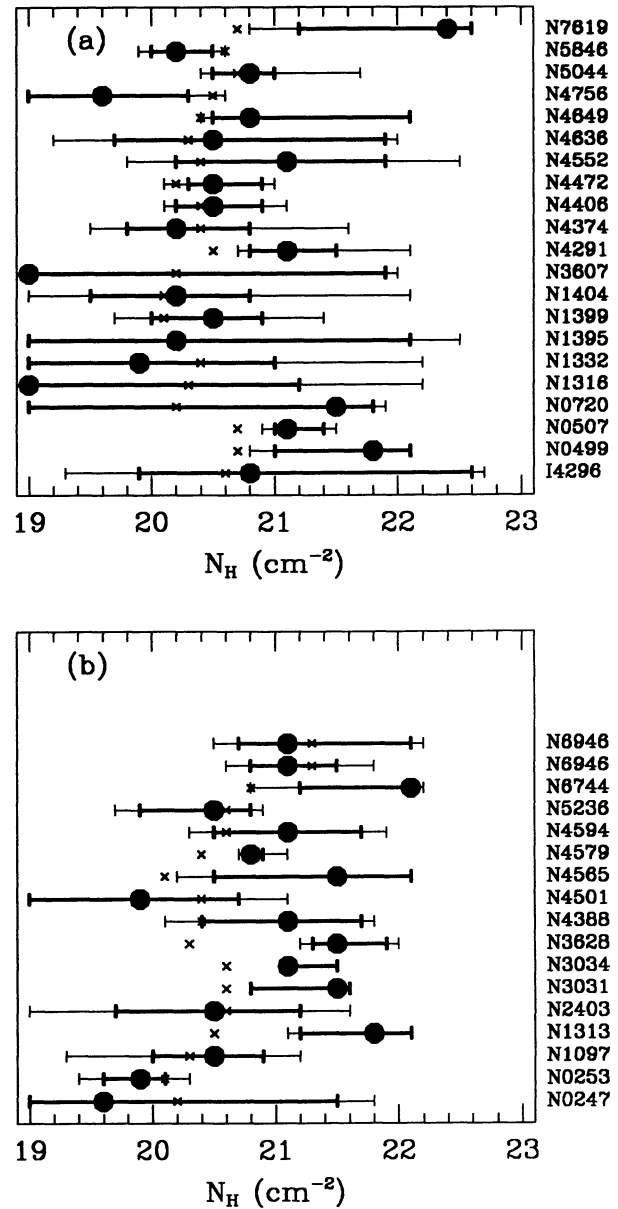 (a)
N7619
N5846
N5044
N4756
N4649
N4636
N4552
N4472
N4406
N4374
N4291
N3607
N1404
N1399
N1395
N1332
N1316
N0720
N0507
N0499
I4296
19 20 21 22 23
N_H (cm⁻²)
(b)
N6946
N6946
N6744
N5236
N4594
N4579
N4565
N4501
N4388
N3628
N3034
N3031
N2403
N1313
N1097
N0253
N0247
19 20 21 22 23
N_H (cm⁻²)